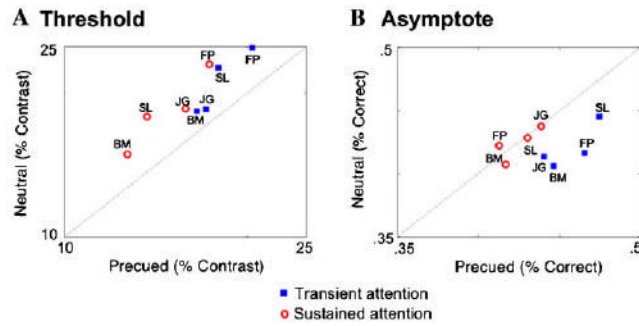 A Threshold
25
FP
FP
SL
SL
JG
JG
BM
BM
Neutral (% Contrast)
10
10
25
Precued (% Contrast)
B Asymptote
.5
SL
JG
FP
SL
FP
BM
JG
BM
Neutral (% Correct)
.35
.35
.5
Precued (% Correct)
Transient attention
Sustained attention